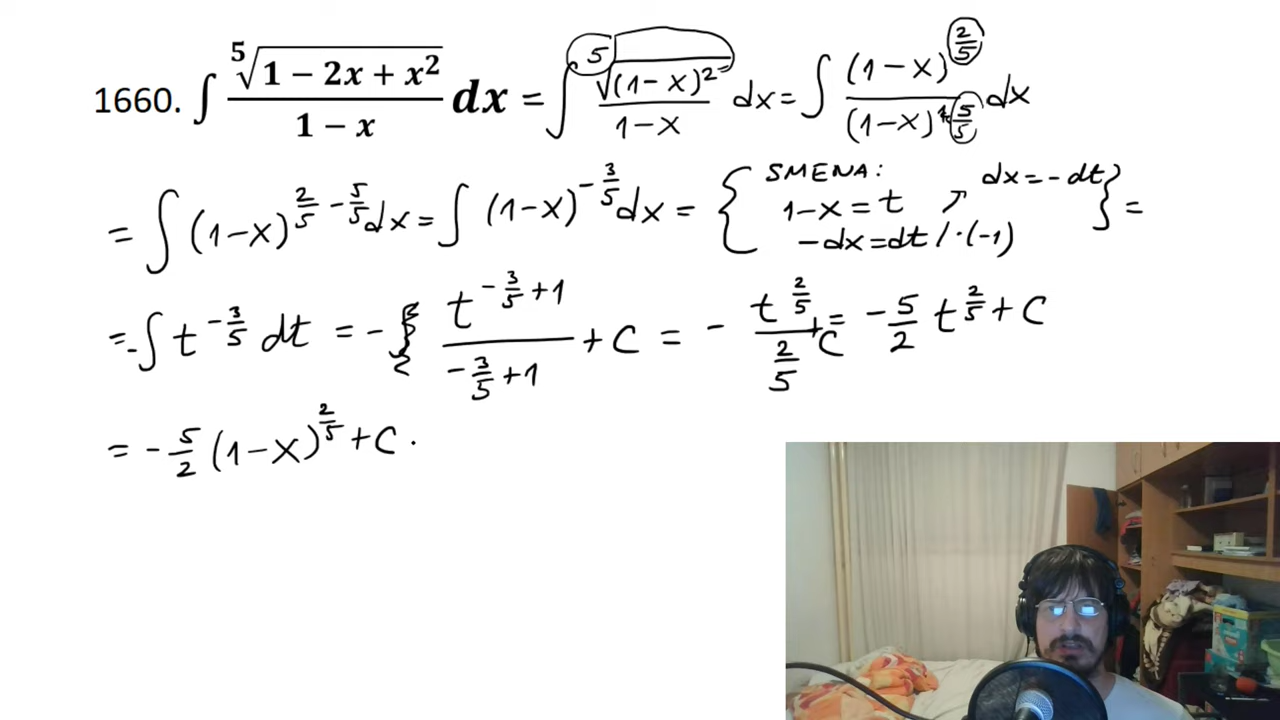 1660. ∫ ⁵√(1 − 2x + x²) / (1 − x) dx = ∫ ⁵√((1−x)²) / (1−x) dx = ∫ (1−x)^(2/5) / (1−x)^(5/5) dx
= ∫ (1−x)^(2/5 − 5/5) dx = ∫ (1−x)^(−3/5) dx = { SMENA: 1−x = t −dx = dt /·(−1) ↗ dx = −dt } =
= −∫ t^(−3/5) dt = − t^(−3/5+1) / (−3/5+1) + C = − t^(2/5) / (2/5) + C = −5/2 t^(2/5) + C
= −5/2 (1−x)^(2/5) + C.